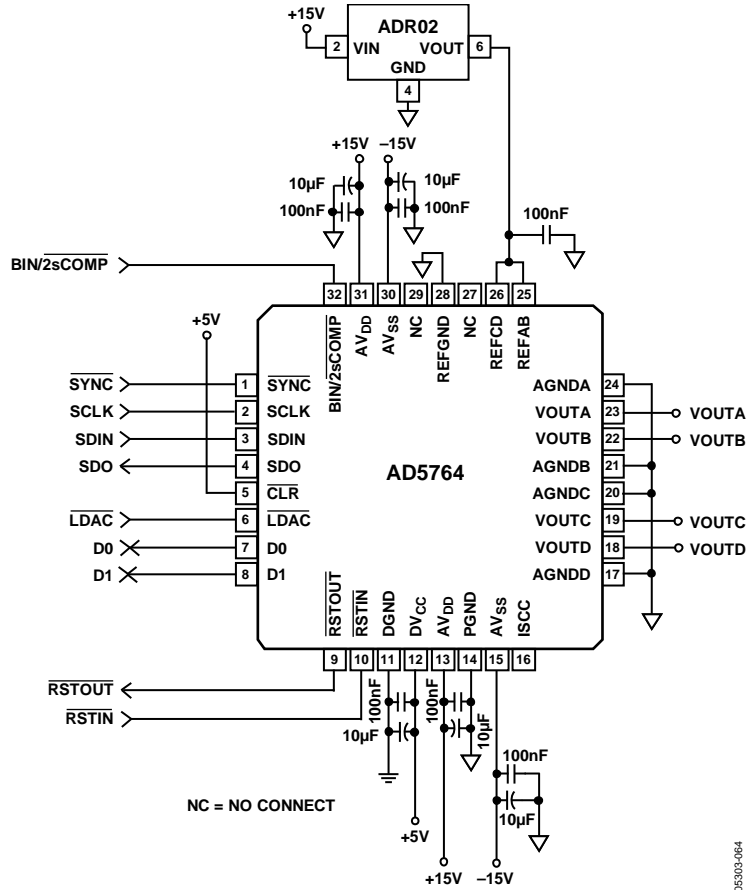 +15V
ADR02
2 VIN VOUT 6
GND
4
+15V –15V
10µF 10µF
100nF 100nF
100nF
BIN/2sCOMP
32 31 30 29 28 27 26 25
+5V
BIN/2sCOMP AVDD AVSS NC REFGND NC REFCD REFAB
SYNC 1 SYNC AGNDA 24
SCLK 2 SCLK VOUTA 23 VOUTA
SDIN 3 SDIN VOUTB 22 VOUTB
SDO 4 SDO AD5764 AGNDB 21
5 CLR AGNDC 20
LDAC 6 LDAC VOUTC 19 VOUTC
D0 7 D0 VOUTD 18 VOUTD
D1 8 D1 AGNDD 17
RSTOUT RSTIN DGND DVCC AVDD PGND AVSS ISCC
9 10 11 12 13 14 15 16
RSTOUT
RSTIN
100nF 100nF
10µF 10µF
100nF
10µF
NC = NO CONNECT
+5V
+15V –15V
05303-064